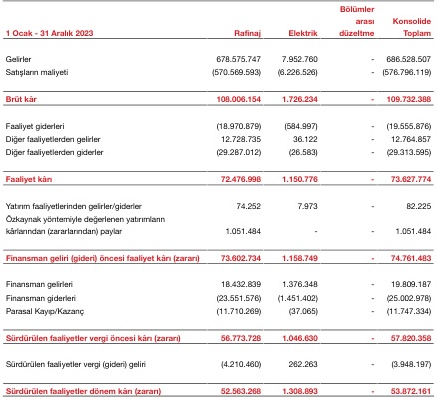 Bölümler
arası Konsolide
1 Ocak - 31 Aralık 2023 Rafinaj Elektrik düzeltme Toplam
Gelirler 678.575.747 7.952.760 - 686.528.507
Satışların maliyeti (570.569.593) (6.226.526) - (576.796.119)
Brüt kâr 108.006.154 1.726.234 - 109.732.388
Faaliyet giderleri (18.970.879) (584.997) - (19.555.876)
Diğer faaliyetlerden gelirler 12.728.735 36.122 - 12.764.857
Diğer faaliyetlerden giderler (29.287.012) (26.583) - (29.313.595)
Faaliyet kârı 72.476.998 1.150.776 - 73.627.774
Yatırım faaliyetlerinden gelirler/giderler 74.252 7.973 - 82.225
Özkaynak yöntemiyle değerlenen yatırımların
kârlarından (zararlarından) paylar 1.051.484 - - 1.051.484
Finansman geliri (gideri) öncesi faaliyet kârı (zararı) 73.602.734 1.158.749 - 74.761.483
Finansman gelirleri 18.432.839 1.376.348 - 19.809.187
Finansman giderleri (23.551.576) (1.451.402) - (25.002.978)
Parasal Kayıp/Kazanç (11.710.269) (37.065) - (11.747.334)
Sürdürülen faaliyetler vergi öncesi kârı (zararı) 56.773.728 1.046.630 - 57.820.358
Sürdürülen faaliyetler vergi (gideri) geliri (4.210.460) 262.263 - (3.948.197)
Sürdürülen faaliyetler dönem kârı (zararı) 52.563.268 1.308.893 - 53.872.161